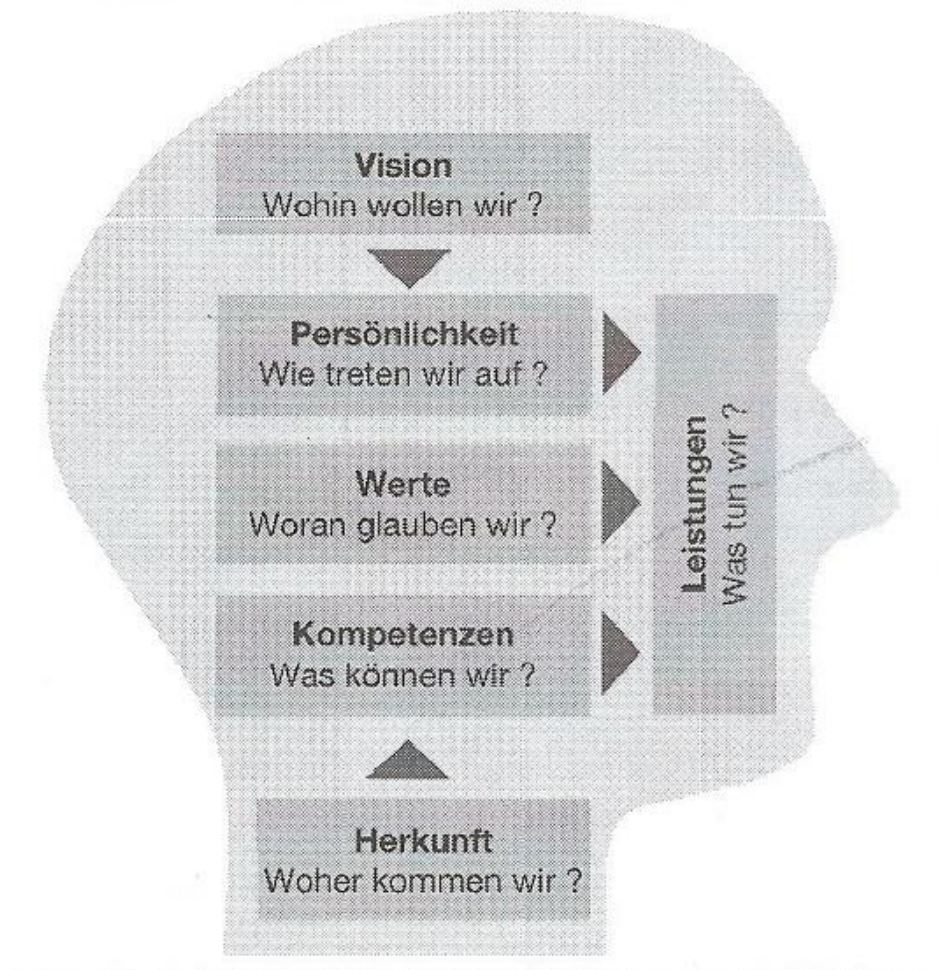 Vision
Wohin wollen wir ?
Persönlichkeit
Wie treten wir auf ?
Werte
Woran glauben wir ?
Kompetenzen
Was können wir ?
Leistungen
Was tun wir ?
Herkunft
Woher kommen wir ?